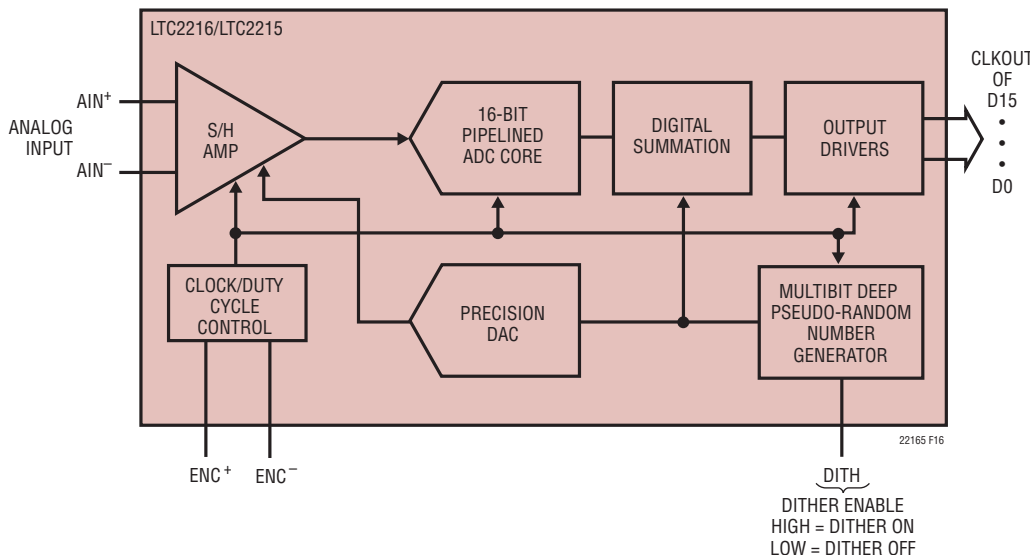 LTC2216/LTC2215
AIN+
ANALOG
INPUT
AIN−
S/H
AMP
16-BIT
PIPELINED
ADC CORE
DIGITAL
SUMMATION
OUTPUT
DRIVERS
CLKOUT
OF
D15
•
•
•
D0
CLOCK/DUTY
CYCLE
CONTROL
PRECISION
DAC
MULTIBIT DEEP
PSEUDO-RANDOM
NUMBER
GENERATOR
22165 F16
ENC+
ENC−
DITH
DITHER ENABLE
HIGH = DITHER ON
LOW = DITHER OFF